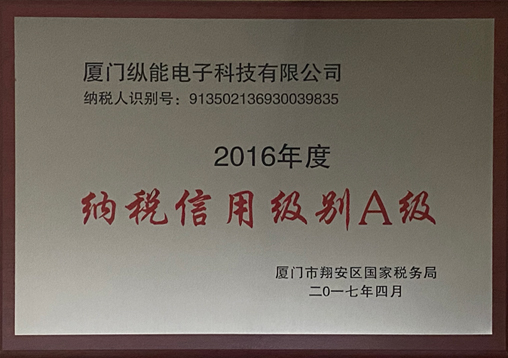 厦门纵能电子科技有限公司
纳税人识别号：913502136930039835
2016年度
纳税信用级别A级
厦门市翔安区国家税务局
二0一七年四月